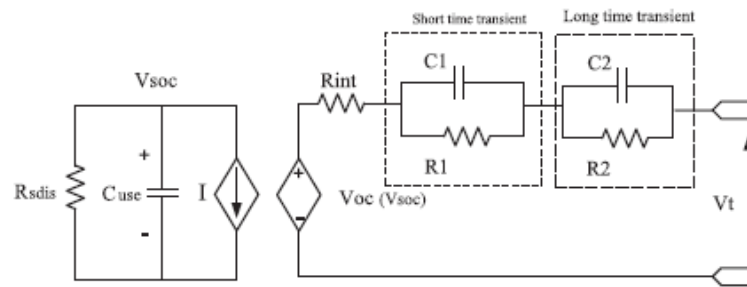 Short time transient
Long time transient
Vsoc
Rint
C1
C2
+
Rsdis
Cuse
I
+
-
Voc (Vsoc)
R1
R2
Vt
-